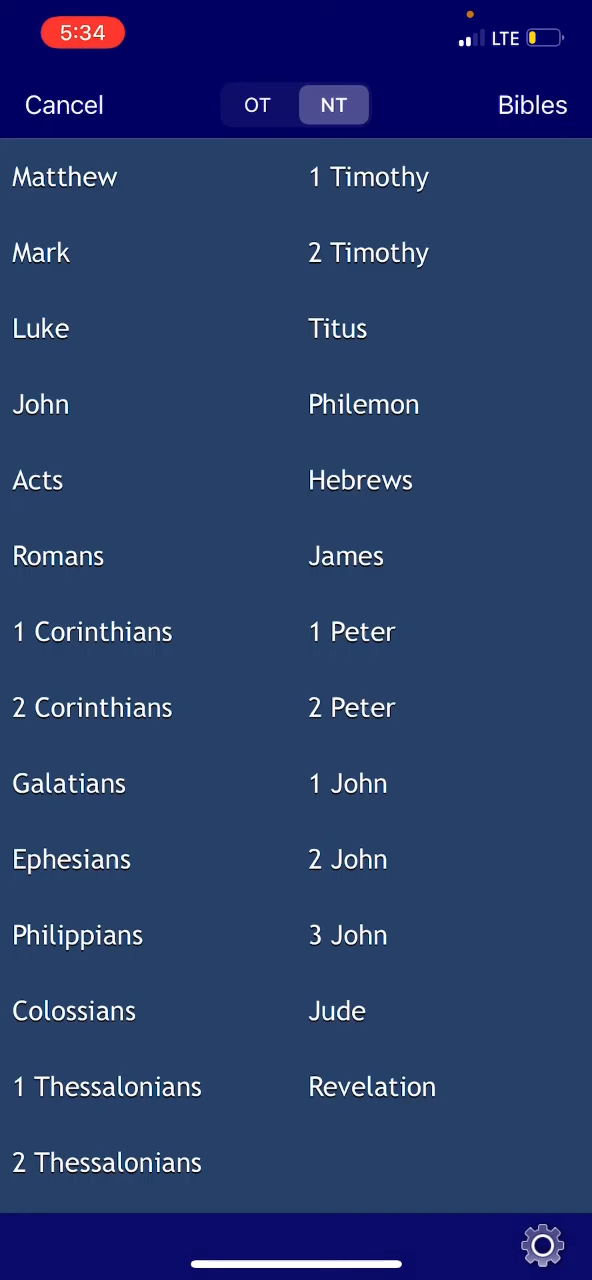 5:34 LTE
Cancel OT NT Bibles
Matthew
Mark
Luke
John
Acts
Romans
1 Corinthians
2 Corinthians
Galatians
Ephesians
Philippians
Colossians
1 Thessalonians
2 Thessalonians
1 Timothy
2 Timothy
Titus
Philemon
Hebrews
James
1 Peter
2 Peter
1 John
2 John
3 John
Jude
Revelation